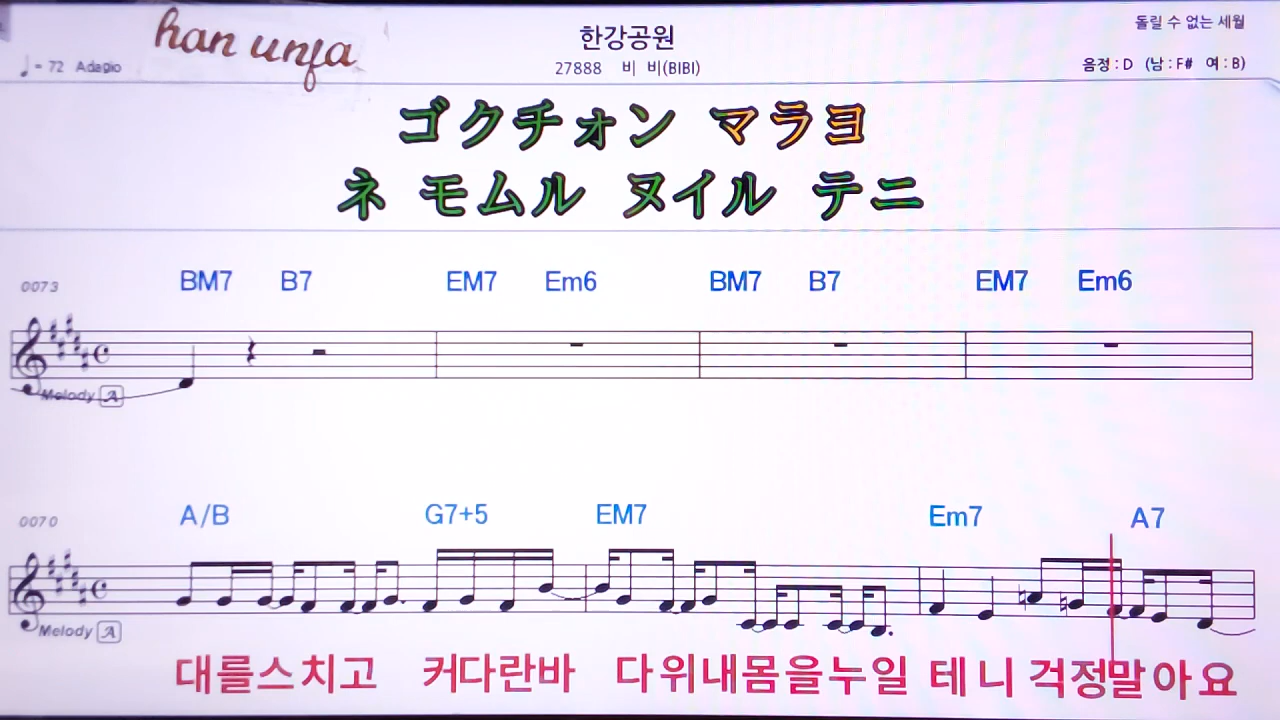 han unja
한강공원
돌릴 수 없는 세월
♩= 72 Adagio
27888 비 비(BIBI)
음정 : D (남 : F# 여 : B)
ゴクチォン マラヨ
ネ モムル ヌイル テニ
0073
BM7 B7 EM7 Em6 BM7 B7 EM7 Em6
Melody A
0070
A/B G7+5 EM7 Em7 A7
Melody A
대를스치고 커다란바 다위내몸을누일 테니 걱정말아요